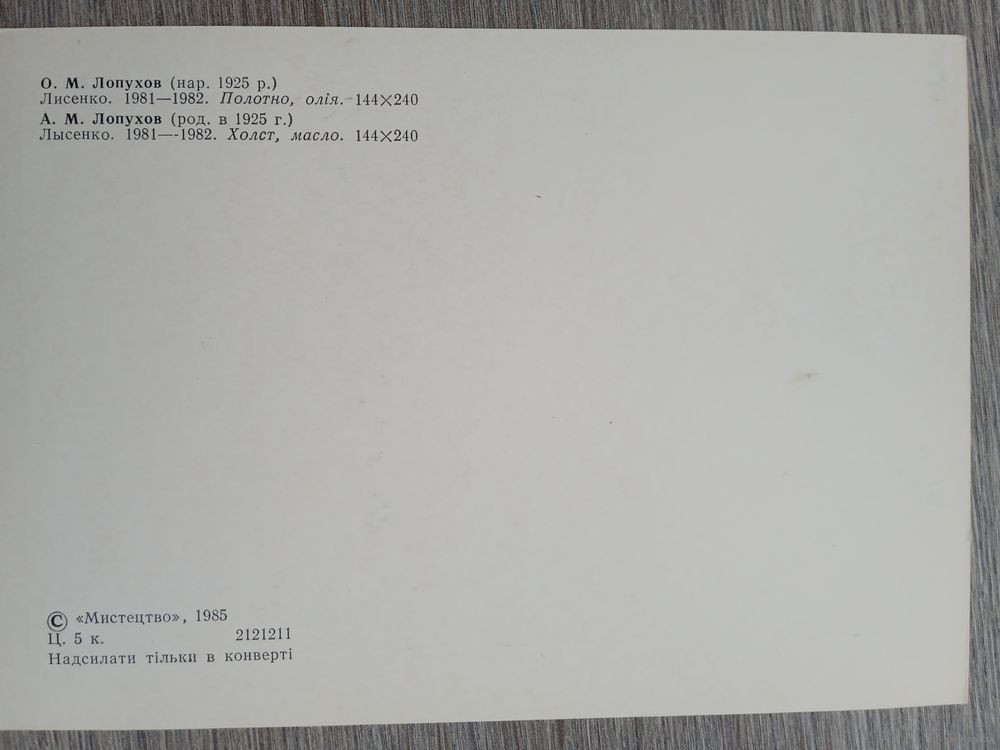 О. М. Лопухов (нар. 1925 р.)
Лисенко. 1981—1982. Полотно, олія. 144×240
А. М. Лопухов (род. в 1925 г.)
Лысенко. 1981—-1982. Холст, масло. 144×240
© «Мистецтво», 1985
Ц. 5 к. 2121211
Надсилати тільки в конверті